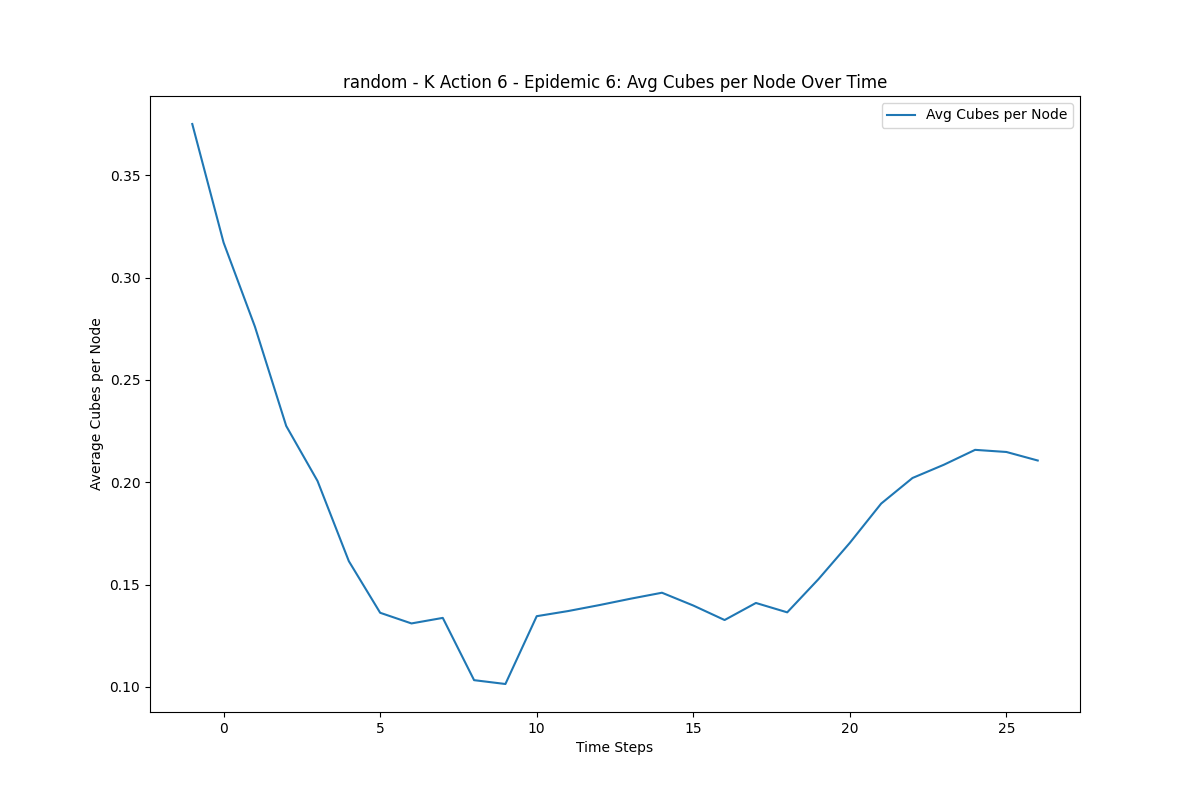 random - K Action 6 - Epidemic 6: Avg Cubes per Node Over Time
Avg Cubes per Node
Average Cubes per Node
0.35
0.30
0.25
0.20
0.15
0.10
0 5 10 15 20 25
Time Steps